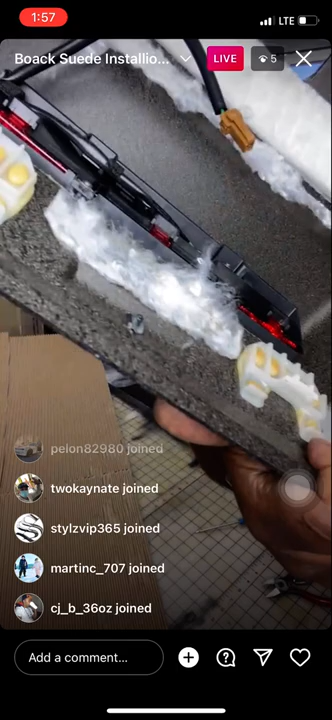 1:57
LTE
Boack Suede Installio...
LIVE
5
pelon82980 joined
twokaynate joined
stylzvip365 joined
martinc_707 joined
cj_b_36oz joined
Add a comment...